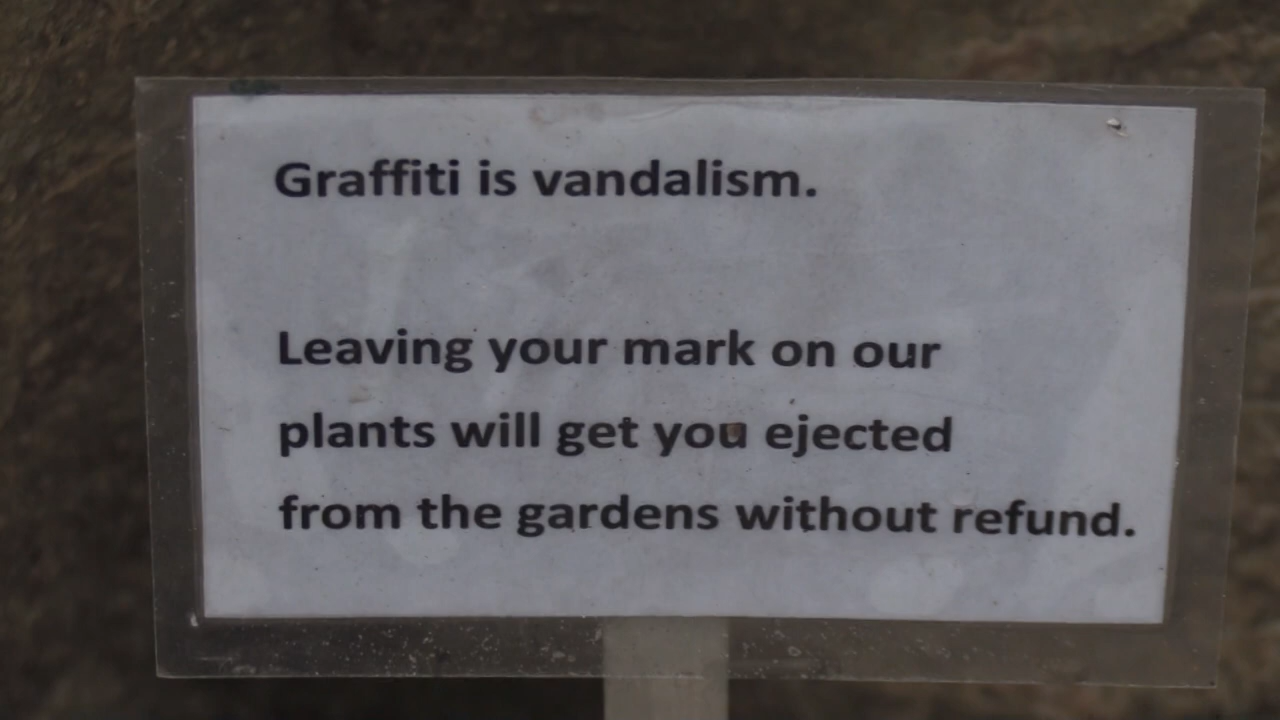 Graffiti is vandalism.
Leaving your mark on our
plants will get you ejected
from the gardens without refund.